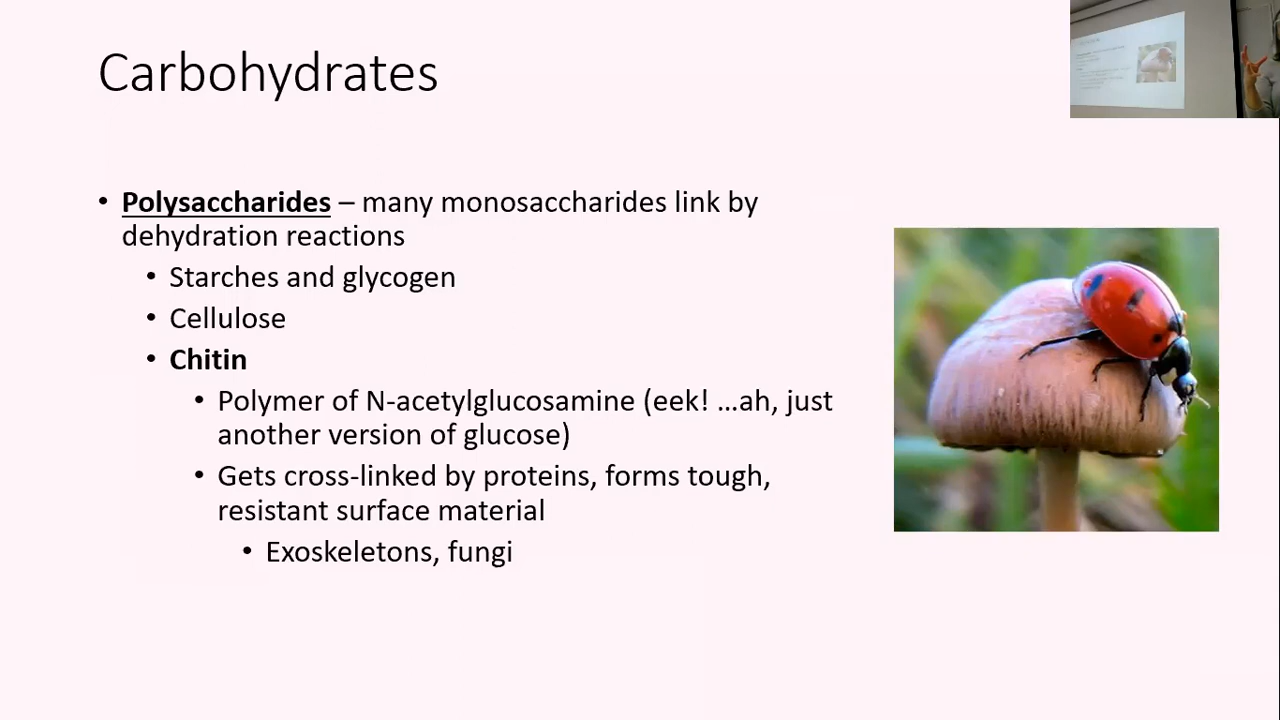 Carbohydrates
• Polysaccharides – many monosaccharides link by
dehydration reactions
• Starches and glycogen
• Cellulose
• Chitin
• Polymer of N-acetylglucosamine (eek! ...ah, just
another version of glucose)
• Gets cross-linked by proteins, forms tough,
resistant surface material
• Exoskeletons, fungi